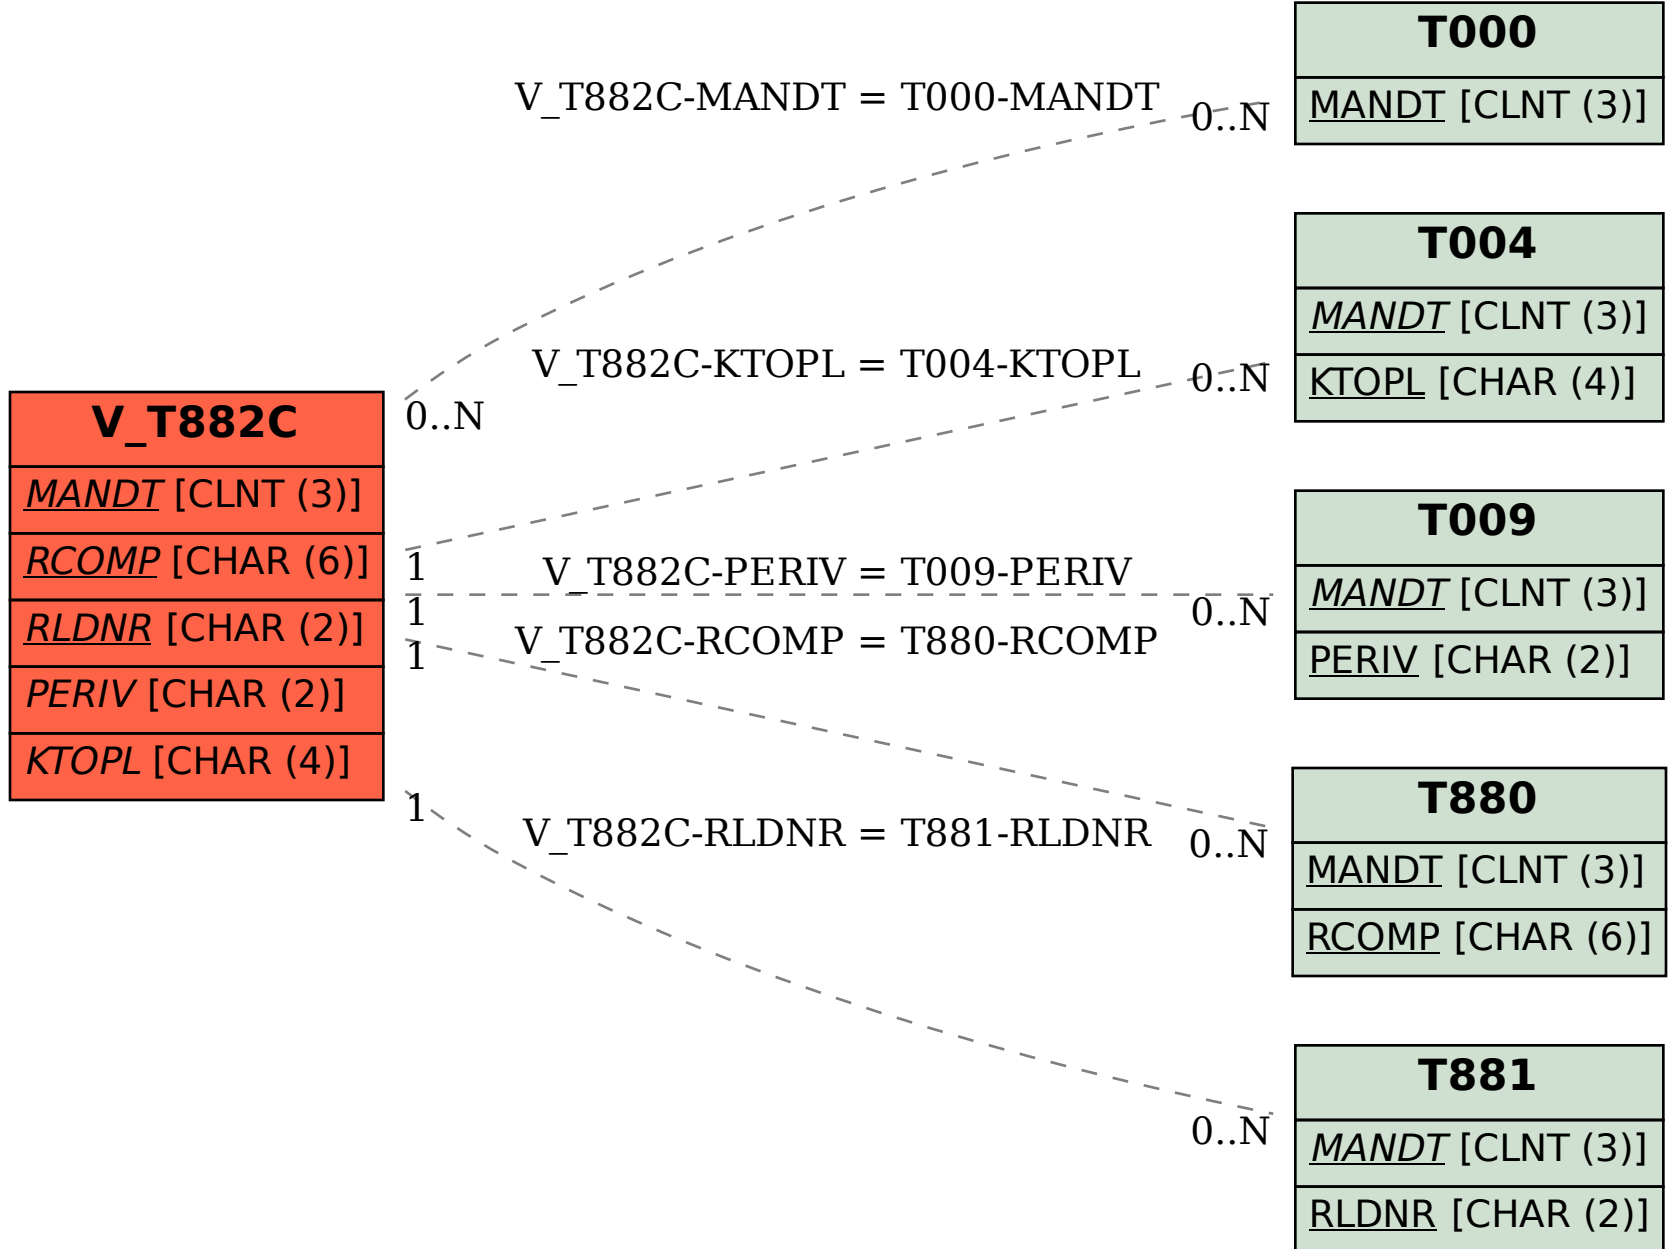 V_T882C
MANDT [CLNT (3)]
RCOMP [CHAR (6)]
RLDNR [CHAR (2)]
PERIV [CHAR (2)]
KTOPL [CHAR (4)]
V_T882C-MANDT = T000-MANDT
0..N
0..N
V_T882C-KTOPL = T004-KTOPL
0..N
1
V_T882C-PERIV = T009-PERIV
0..N
1
V_T882C-RCOMP = T880-RCOMP
1
0..N
V_T882C-RLDNR = T881-RLDNR
1
0..N
T000
MANDT [CLNT (3)]
T004
MANDT [CLNT (3)]
KTOPL [CHAR (4)]
T009
MANDT [CLNT (3)]
PERIV [CHAR (2)]
T880
MANDT [CLNT (3)]
RCOMP [CHAR (6)]
T881
MANDT [CLNT (3)]
RLDNR [CHAR (2)]